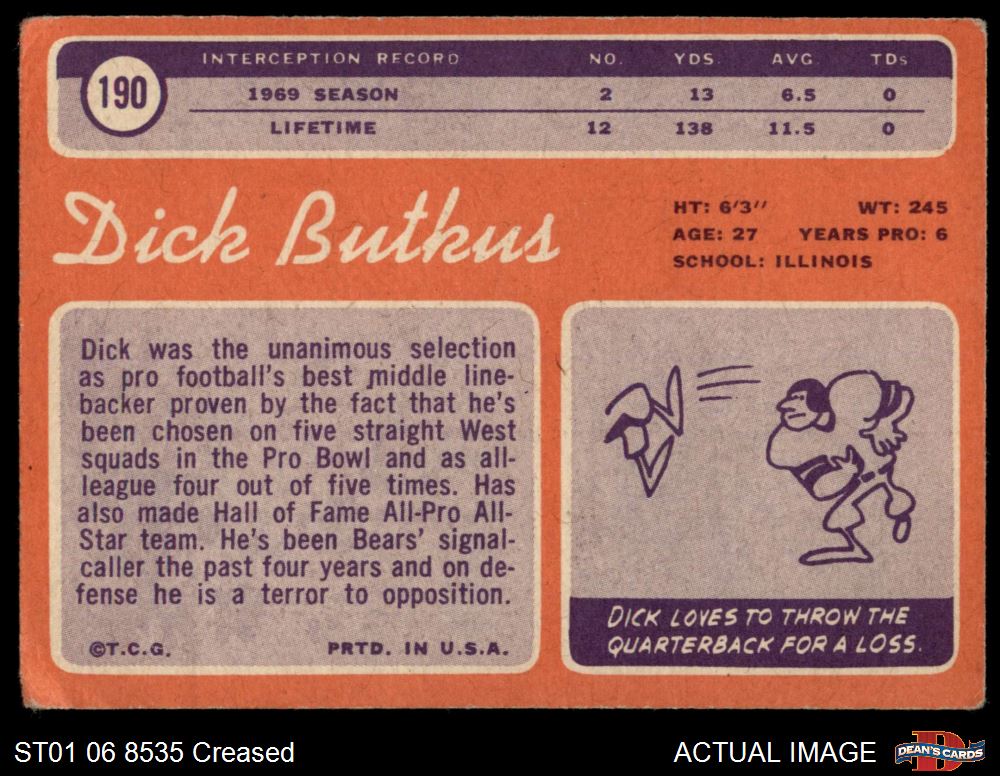 190
INTERCEPTION RECORD NO. YDS. AVG. TDs
1969 SEASON 2 13 6.5 0
LIFETIME 12 138 11.5 0
Dick Butkus
HT: 6'3" WT: 245
AGE: 27 YEARS PRO: 6
SCHOOL: ILLINOIS
Dick was the unanimous selection
as pro football's best middle line-
backer proven by the fact that he's
been chosen on five straight West
squads in the Pro Bowl and as all-
league four out of five times. Has
also made Hall of Fame All-Pro All-
Star team. He's been Bears' signal-
caller the past four years and on de-
fense he is a terror to opposition.
©T.C.G. PRTD. IN U.S.A.
DICK LOVES TO THROW THE
QUARTERBACK FOR A LOSS.
ST01 06 8535 Creased
ACTUAL IMAGE
D
DEAN'S CARDS